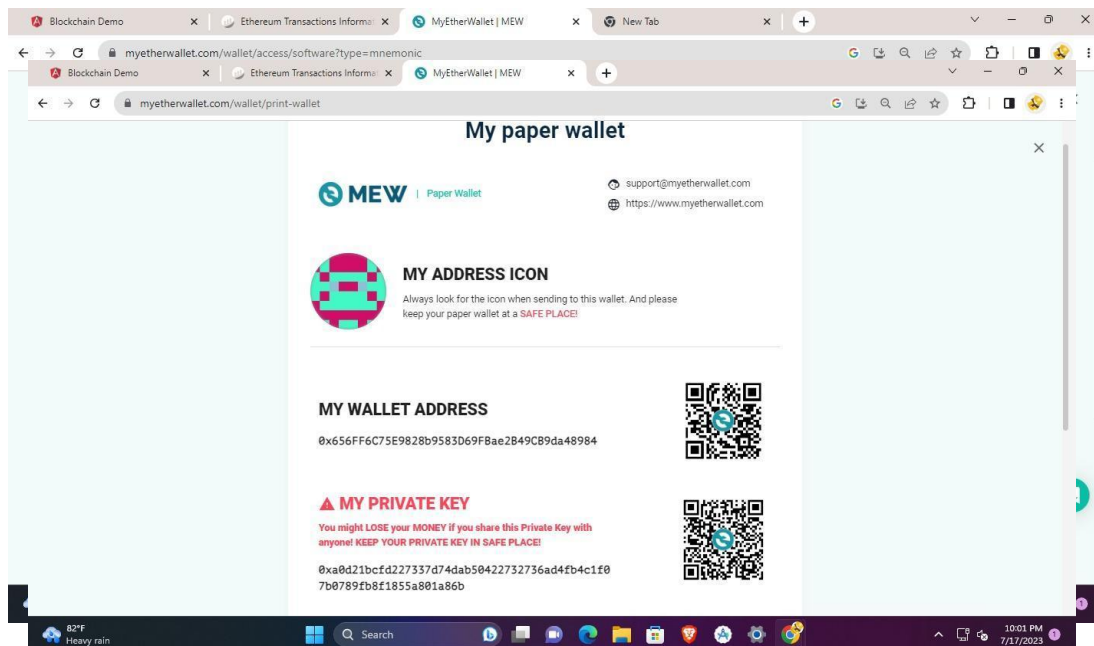 Blockchain Demo
Ethereum Transactions Informa
MyEtherWallet | MEW
New Tab
myetherwallet.com/wallet/access/software?type=mnemonic
Blockchain Demo
Ethereum Transactions Informa
MyEtherWallet | MEW
myetherwallet.com/wallet/print-wallet
My paper wallet
MEW | Paper Wallet
support@myetherwallet.com
https://www.myetherwallet.com
MY ADDRESS ICON
Always look for the icon when sending to this wallet. And please
keep your paper wallet at a SAFE PLACE!
MY WALLET ADDRESS
0x656FF6C75E9828b9583D69FBae2B49CB9da48984
MY PRIVATE KEY
You might LOSE your MONEY if you share this Private Key with
anyone! KEEP YOUR PRIVATE KEY IN SAFE PLACE!
0xa0d21bcfd227337d74dab50422732736ad4fb4c1f0
7b0789fb8f1855a801a86b
82°F
Heavy rain
Search
10:01 PM
7/17/2023